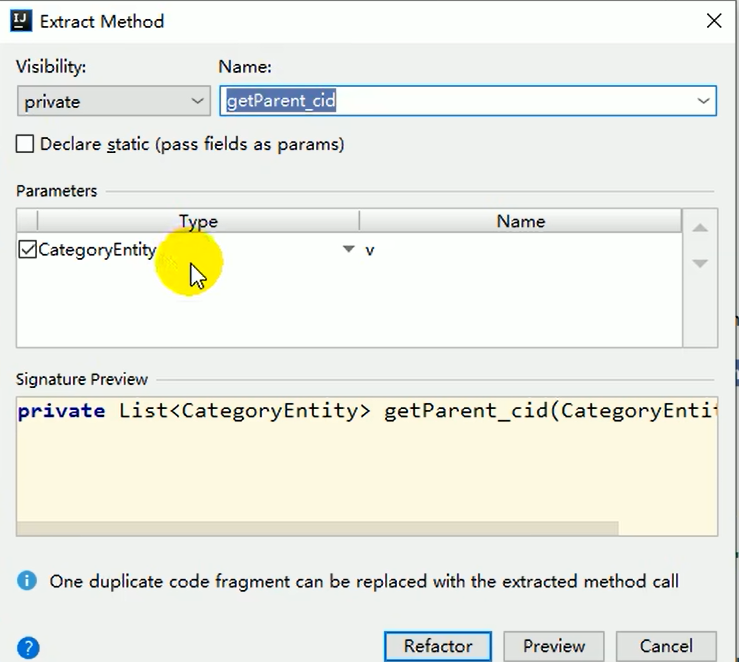 Extract Method
Visibility:
Name:
private
getParent_cid
Declare static (pass fields as params)
Parameters
Type
Name
CategoryEntity
v
Signature Preview
private List<CategoryEntity> getParent_cid(CategoryEnti
One duplicate code fragment can be replaced with the extracted method call
Refactor
Preview
Cancel